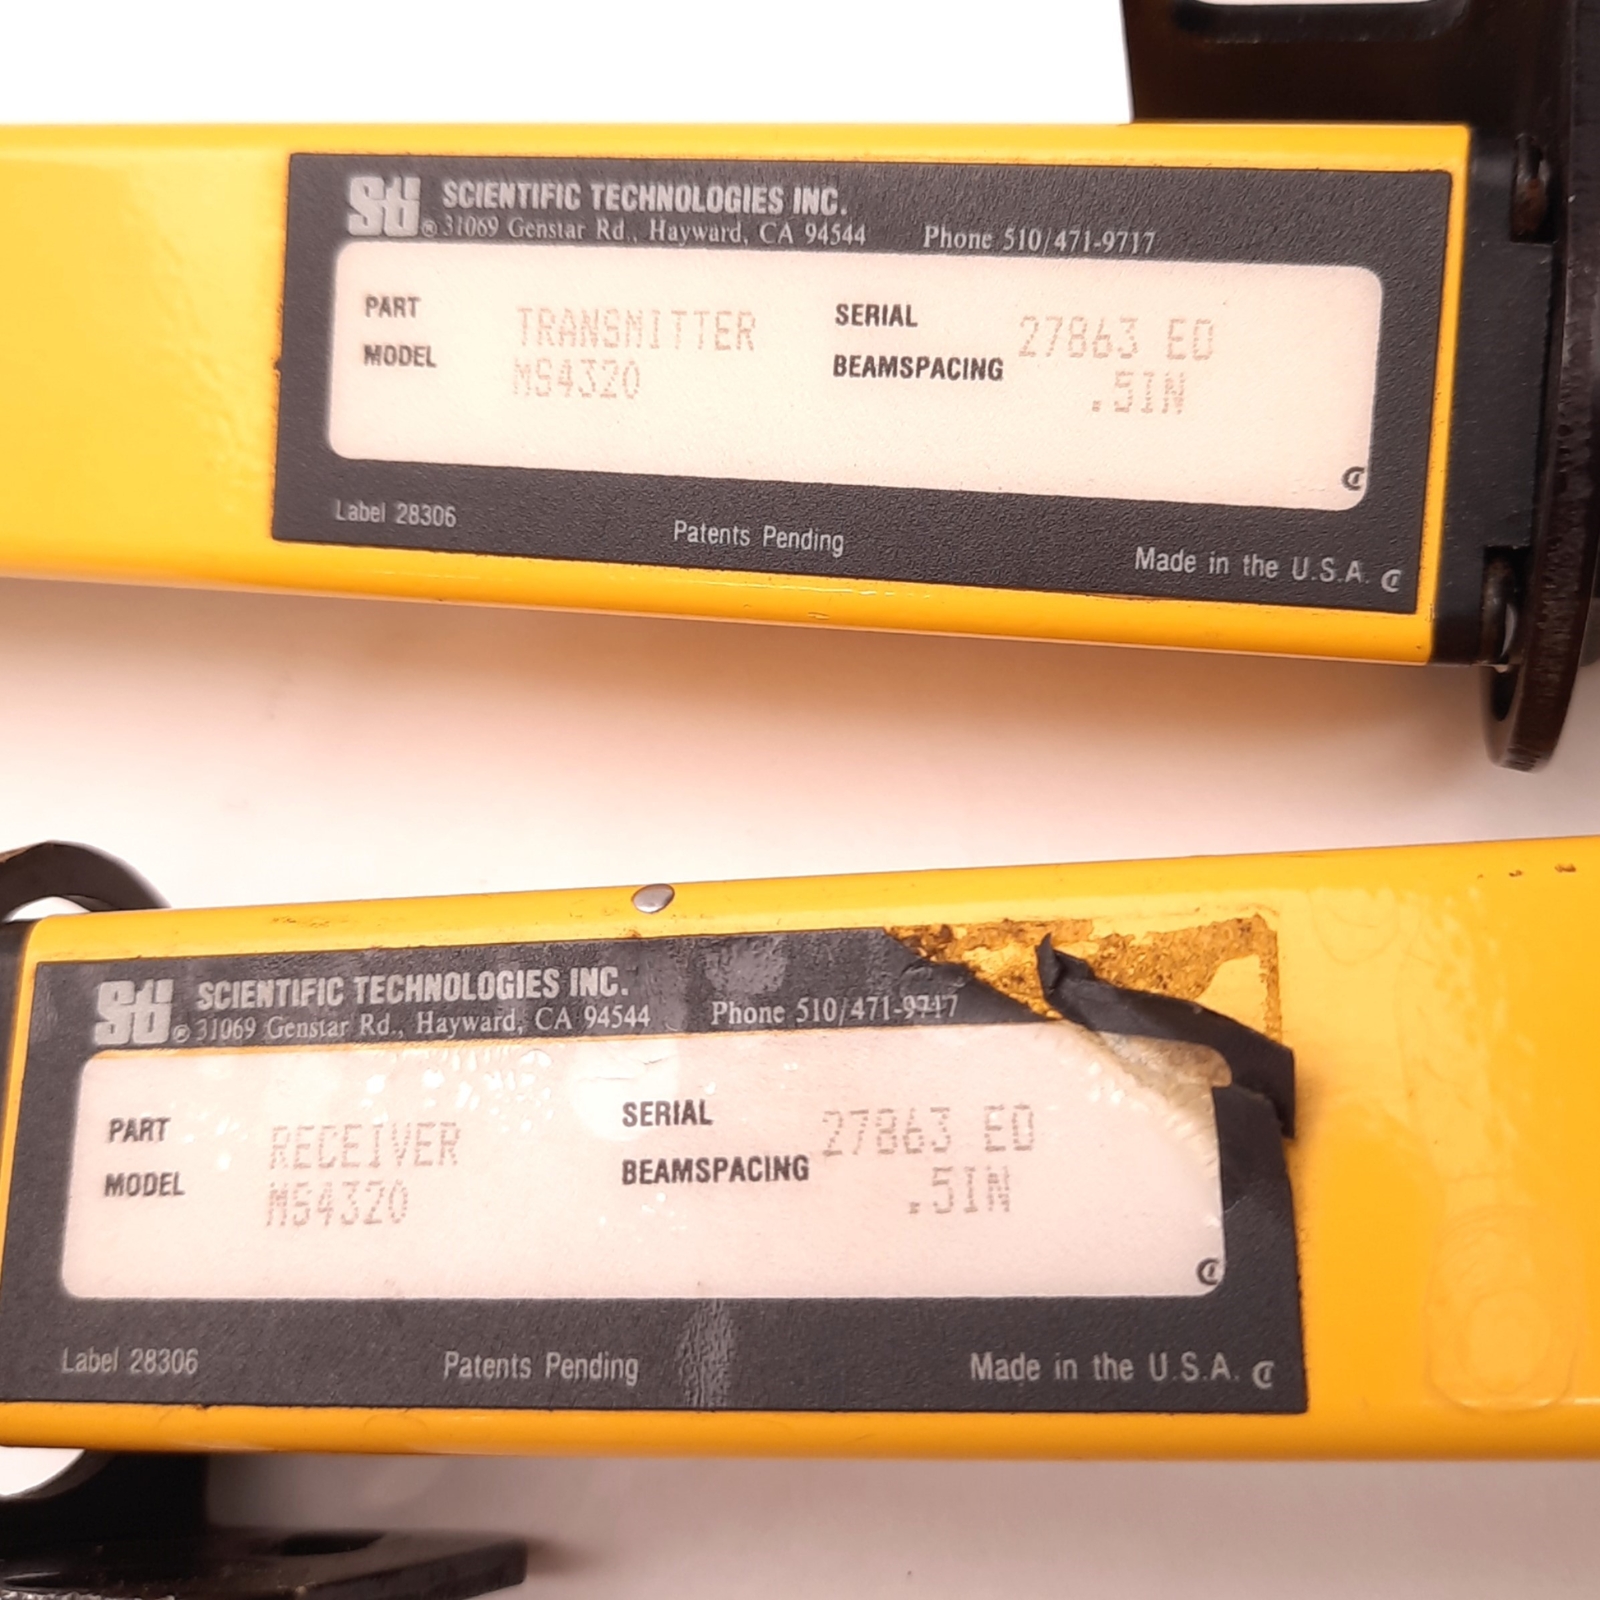 Sti SCIENTIFIC TECHNOLOGIES INC.
® 31069 Genstar Rd., Hayward, CA 94544 Phone 510/471-9717
PART TRANSMITTER SERIAL 27863 EO
MODEL MS4320 BEAMSPACING .5IN
Label 28306 Patents Pending Made in the U.S.A.
Sti SCIENTIFIC TECHNOLOGIES INC.
® 31069 Genstar Rd., Hayward, CA 94544 Phone 510/471-9717
PART RECEIVER SERIAL 27863 EO
MODEL MS4320 BEAMSPACING .5IN
Label 28306 Patents Pending Made in the U.S.A.